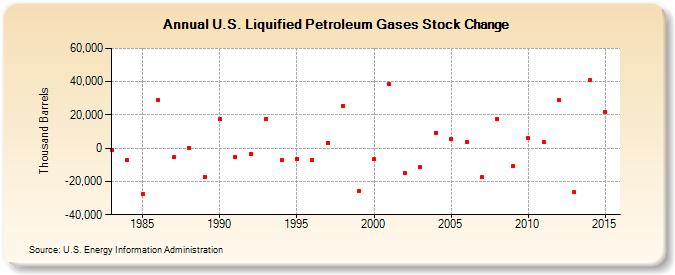 Annual U.S. Liquified Petroleum Gases Stock Change
Thousand Barrels
60,000
40,000
20,000
0
-20,000
-40,000
1985 1990 1995 2000 2005 2010 2015
Source: U.S. Energy Information Administration